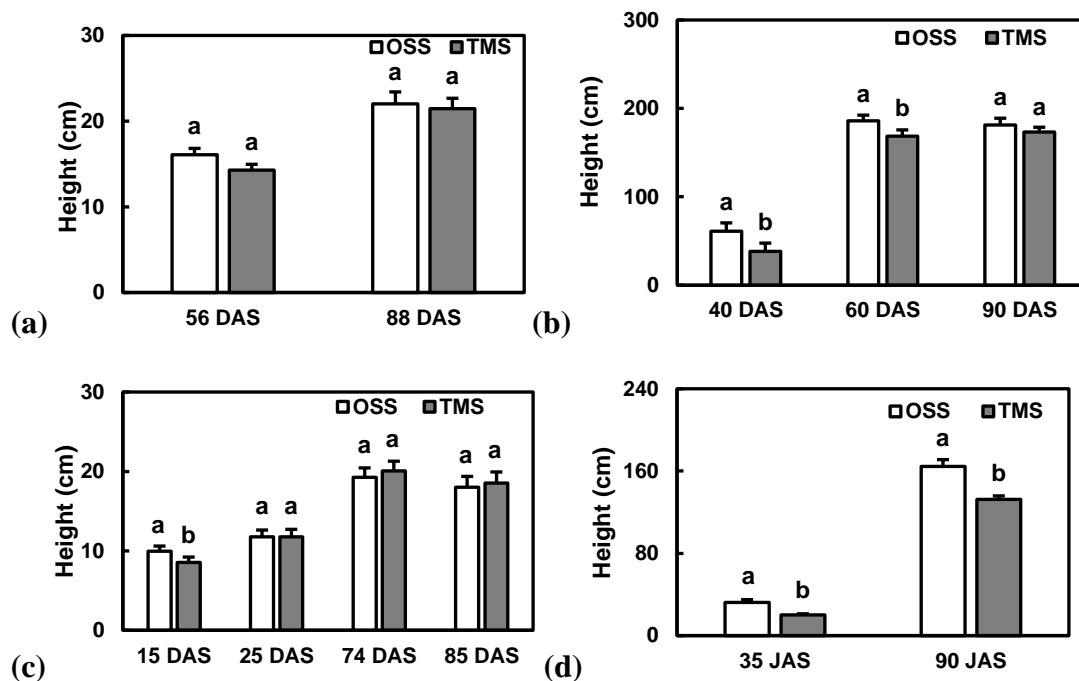 30
OSS TMS
a a a a
20
10
0
Height (cm)
56 DAS 88 DAS
(a)
300
OSS TMS
a b a a
200
a b
100
0
Height (cm)
40 DAS 60 DAS 90 DAS
(b)
30
OSS TMS
a a a a
20
a b a a
10
0
Height (cm)
15 DAS 25 DAS 74 DAS 85 DAS
(c)
240
OSS TMS
a b
160
80
a b
0
Height (cm)
35 JAS 90 JAS
(d)